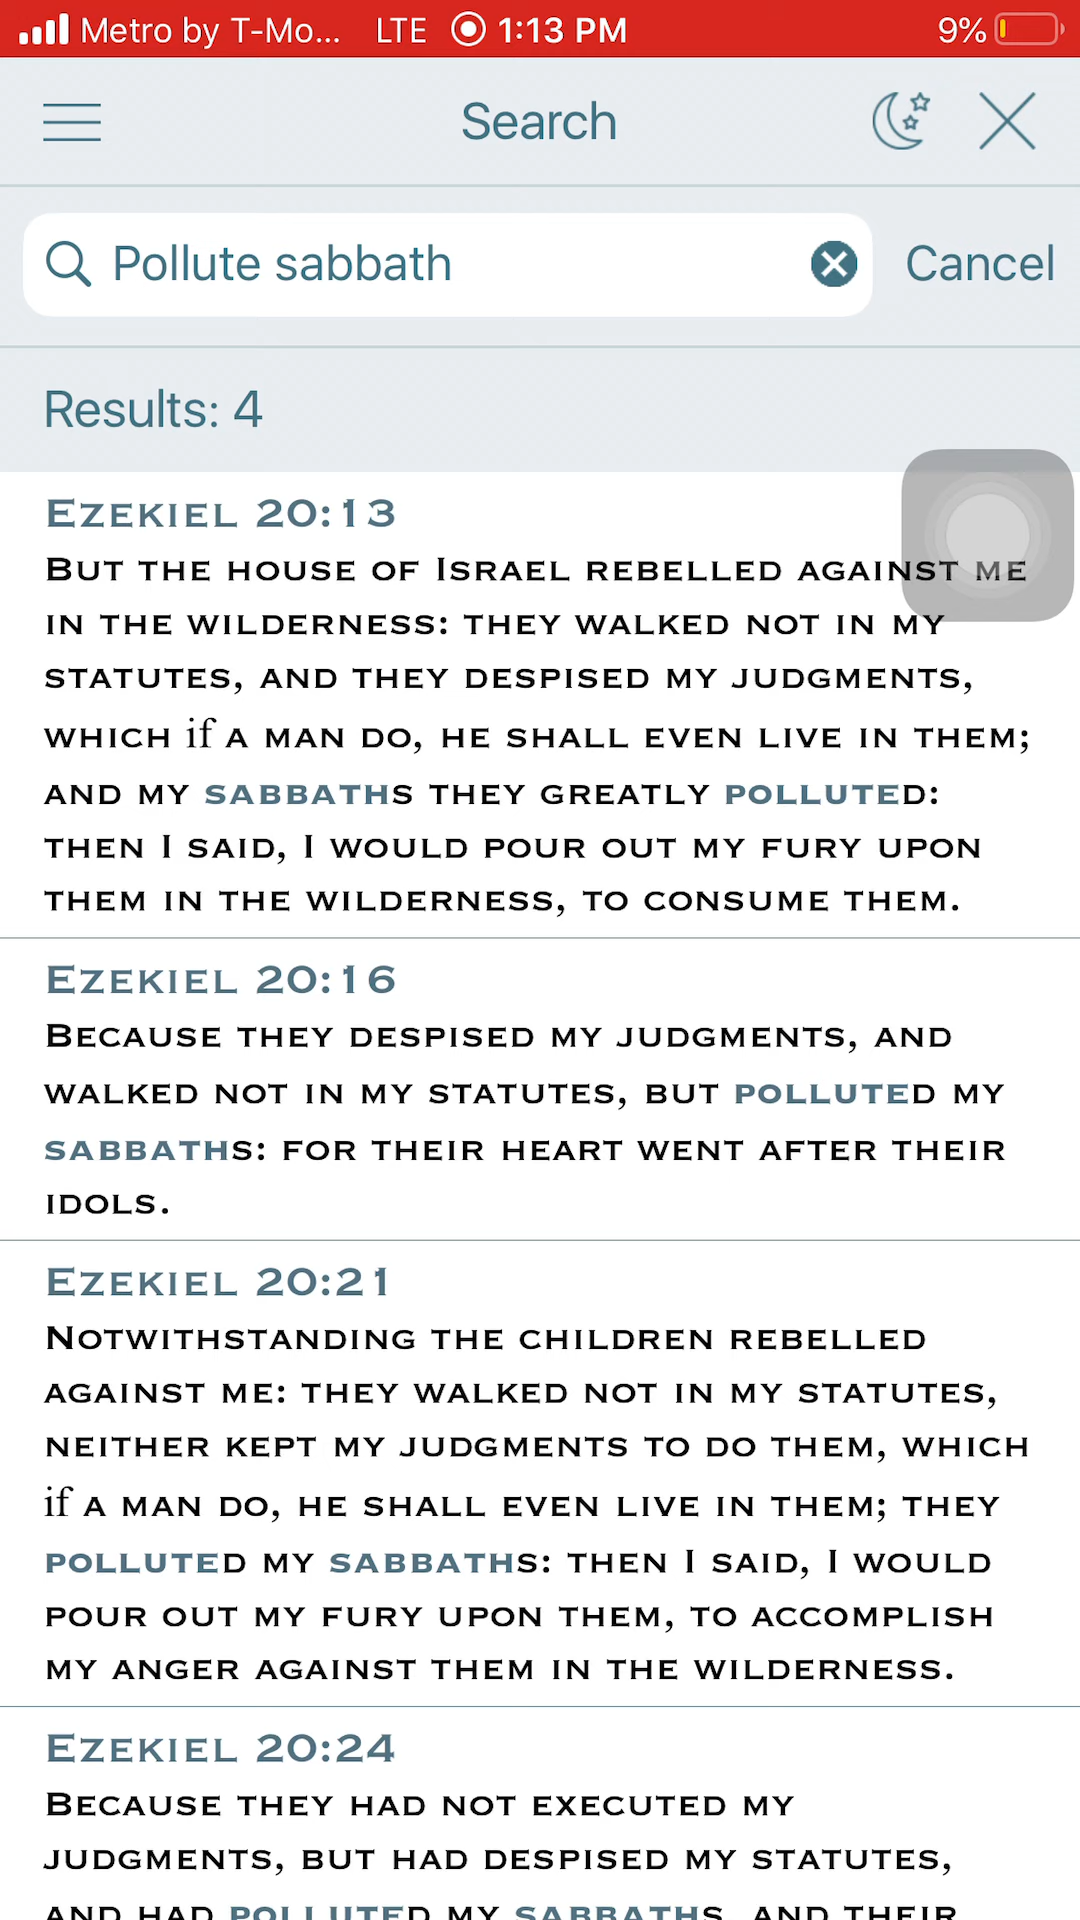 Metro by T-Mo... LTE 1:13 PM 9%
Search
Pollute sabbath Cancel
Results: 4
Ezekiel 20:13
But the house of Israel rebelled against me
in the wilderness: they walked not in my
statutes, and they despised my judgments,
which if a man do, he shall even live in them;
and my sabbaths they greatly polluted:
then I said, I would pour out my fury upon
them in the wilderness, to consume them.
Ezekiel 20:16
Because they despised my judgments, and
walked not in my statutes, but polluted my
sabbaths: for their heart went after their
idols.
Ezekiel 20:21
Notwithstanding the children rebelled
against me: they walked not in my statutes,
neither kept my judgments to do them, which
if a man do, he shall even live in them; they
polluted my sabbaths: then I said, I would
pour out my fury upon them, to accomplish
my anger against them in the wilderness.
Ezekiel 20:24
Because they had not executed my
judgments, but had despised my statutes,
and had polluted my sabbaths, and their